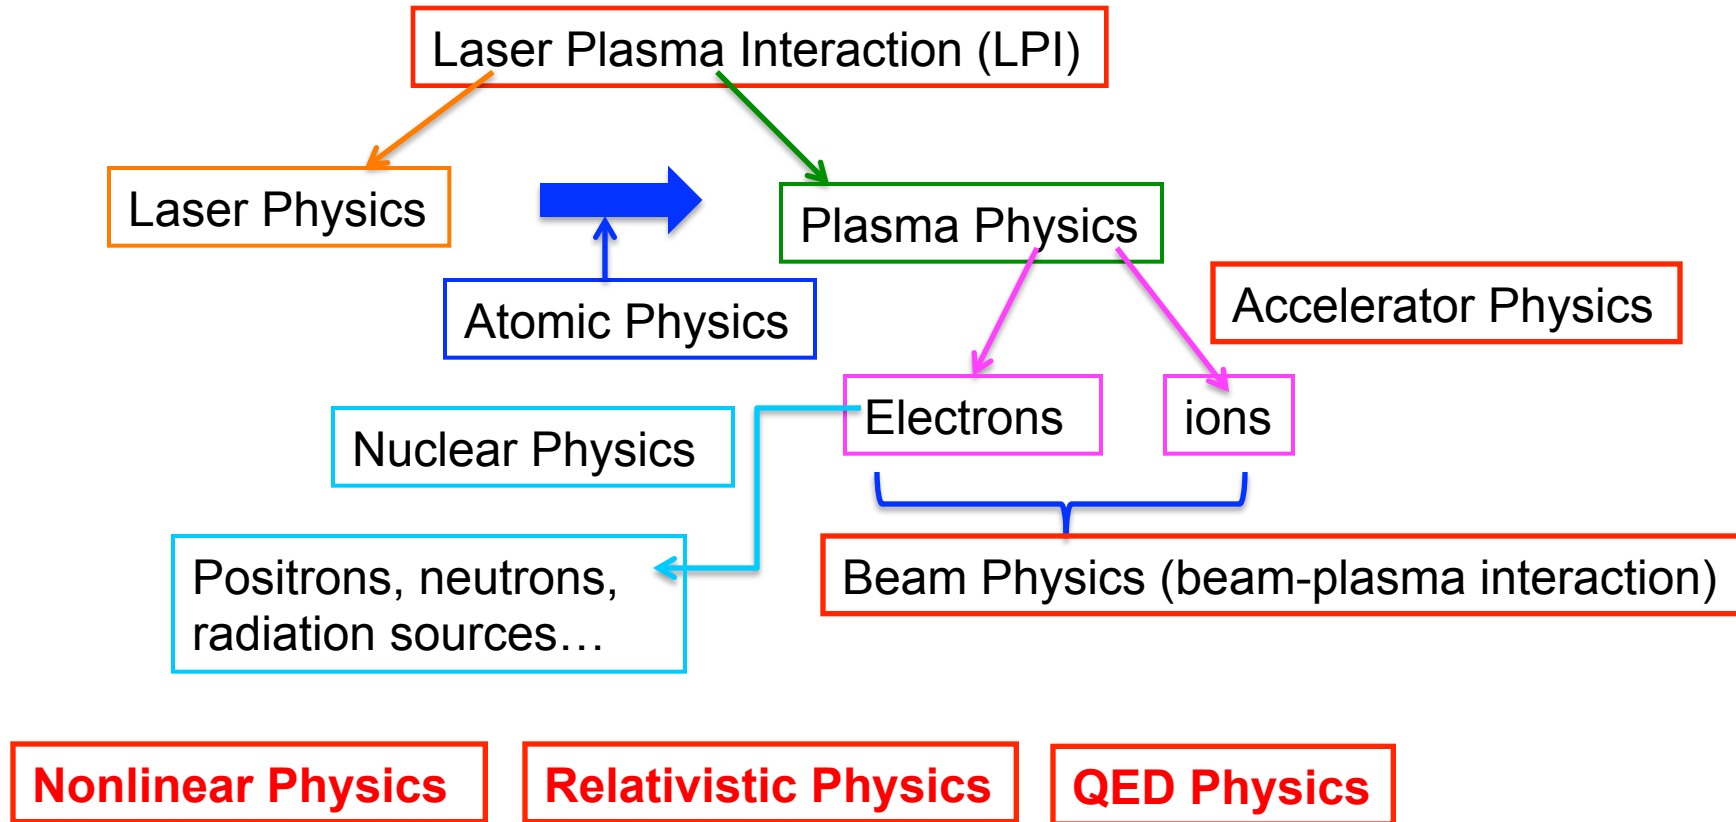 Laser Plasma Interaction (LPI)
Laser Physics
Plasma Physics
Atomic Physics
Accelerator Physics
Electrons
ions
Nuclear Physics
Positrons, neutrons,
radiation sources…
Beam Physics (beam-plasma interaction)
Nonlinear Physics
Relativistic Physics
QED Physics